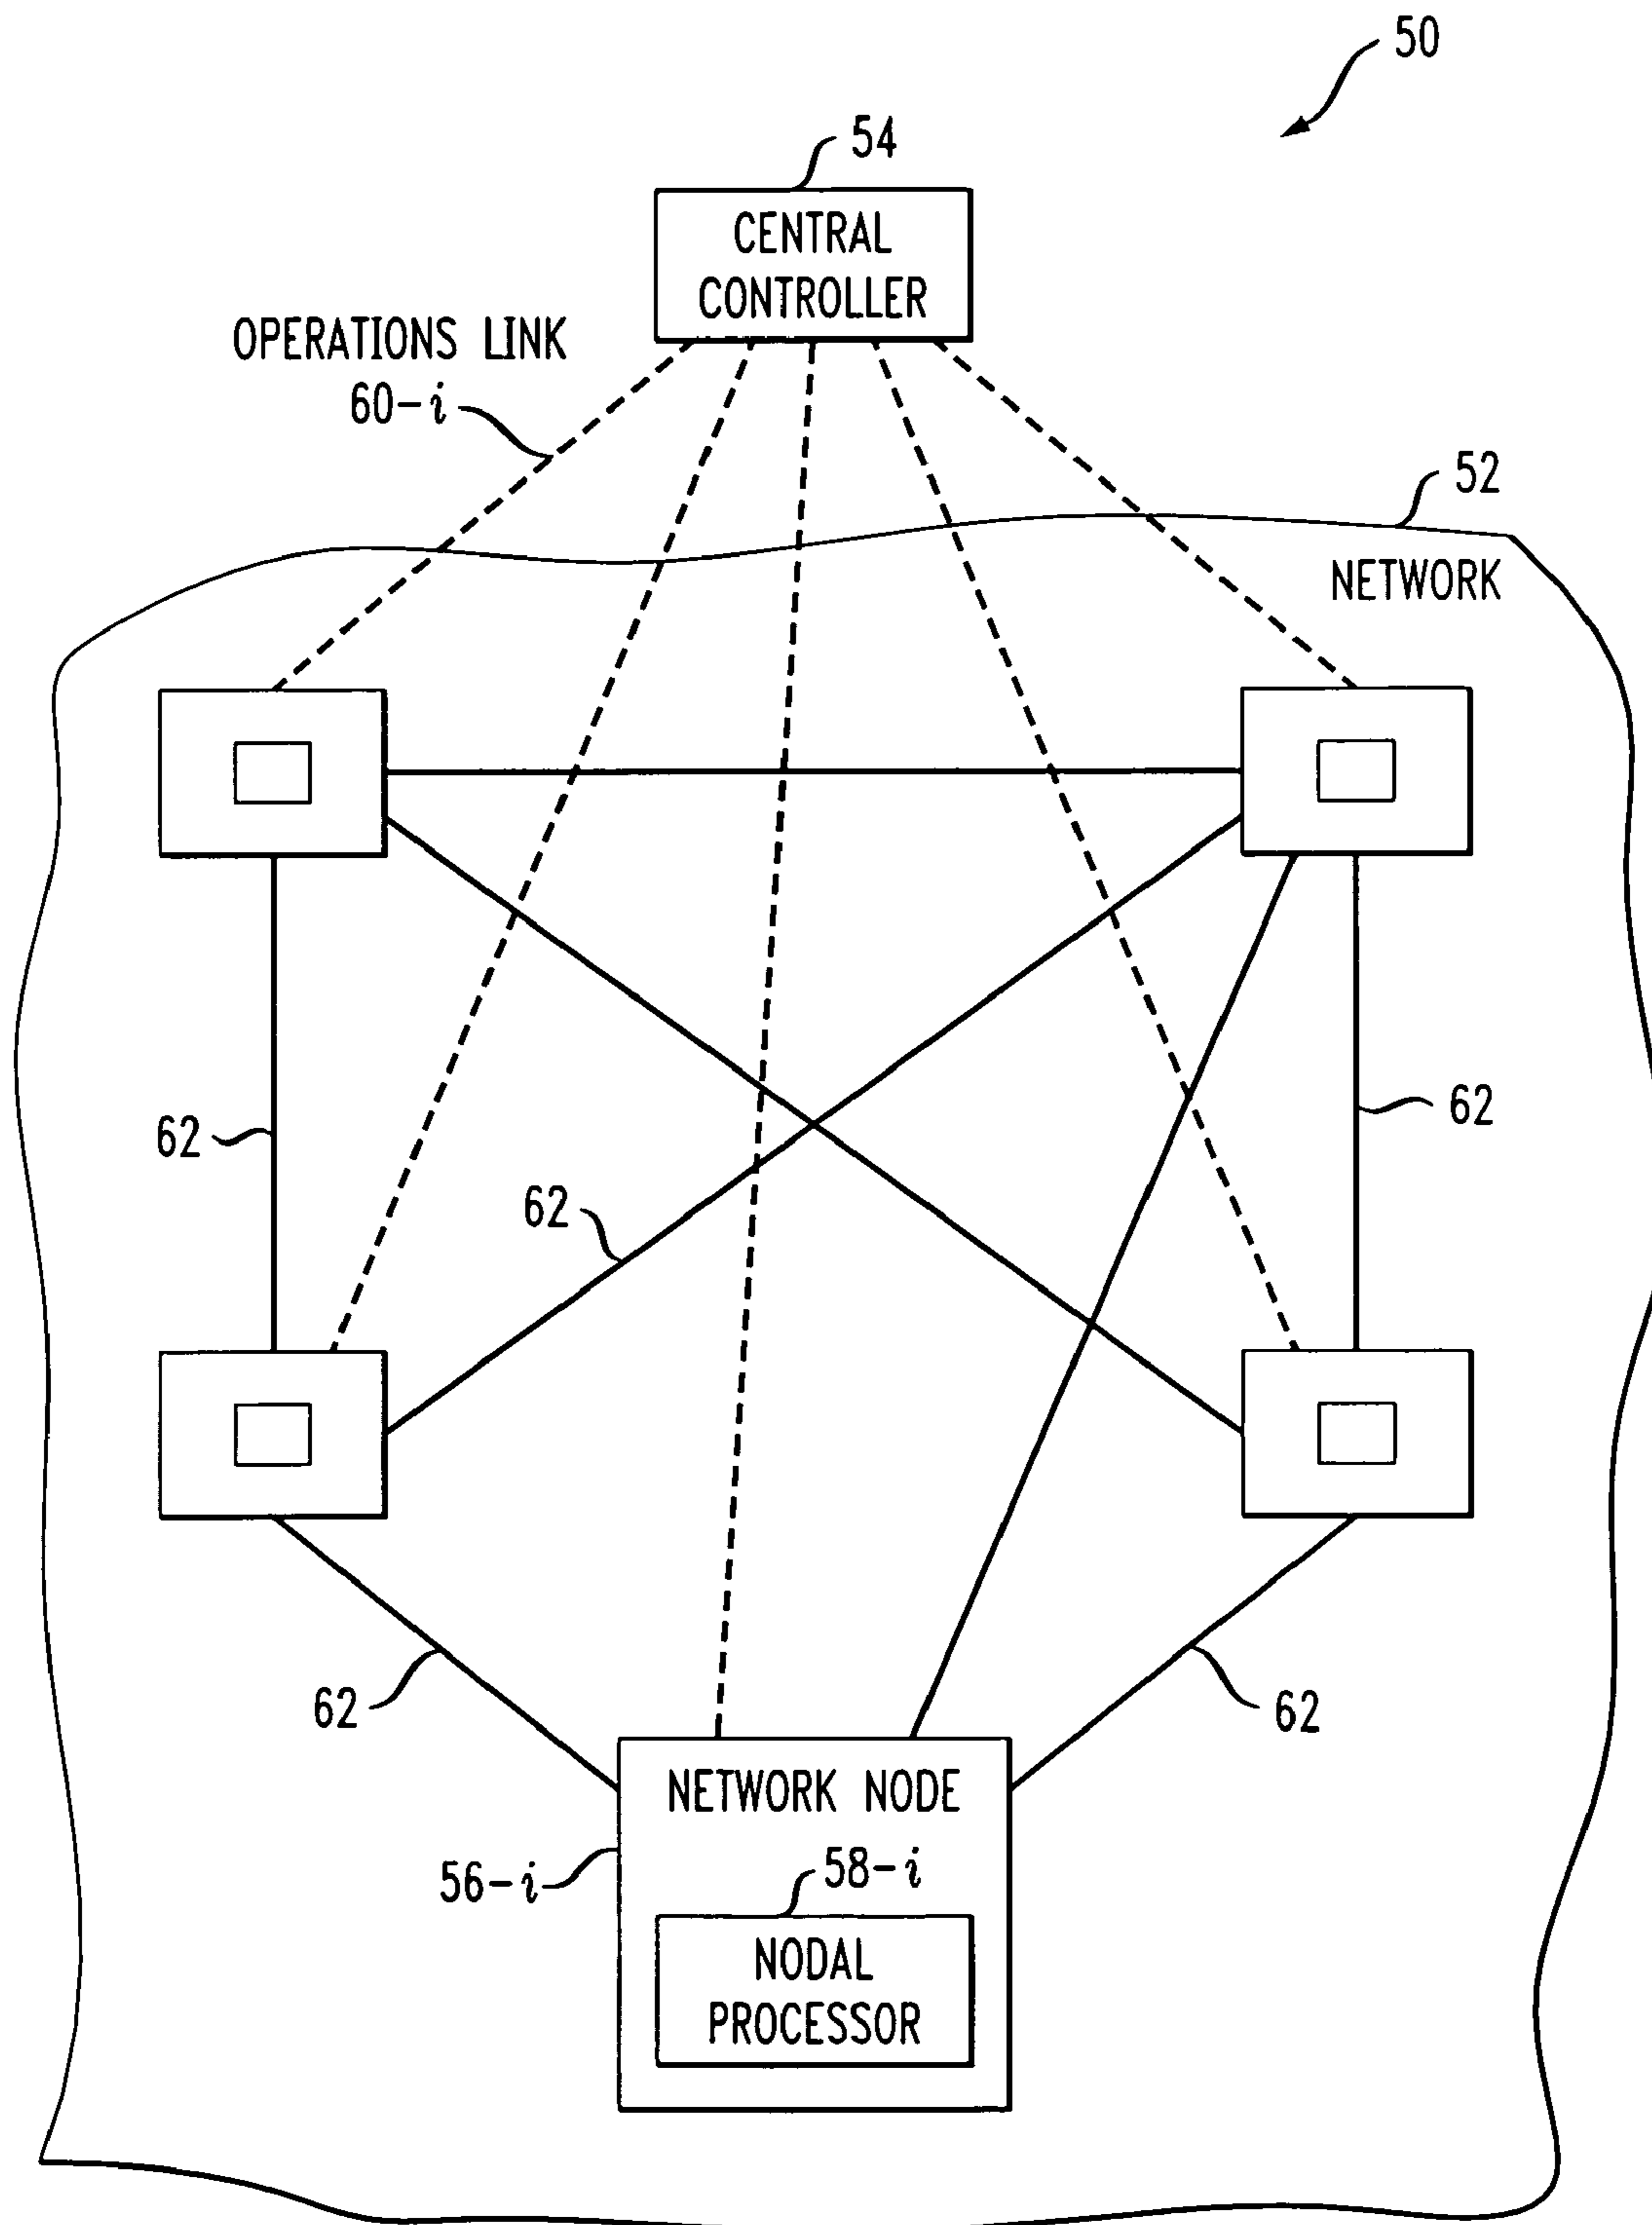 50
54
CENTRAL
CONTROLLER
OPERATIONS LINK
60-i
52
NETWORK
62
62
62
62
62
NETWORK NODE
56-i
58-i
NODAL
PROCESSOR